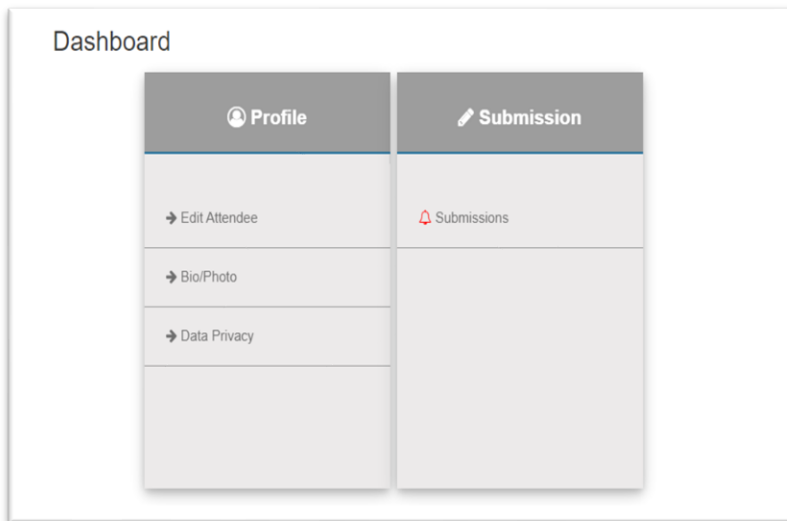 Dashboard
Profile
Edit Attendee
Bio/Photo
Data Privacy
Submission
Submissions